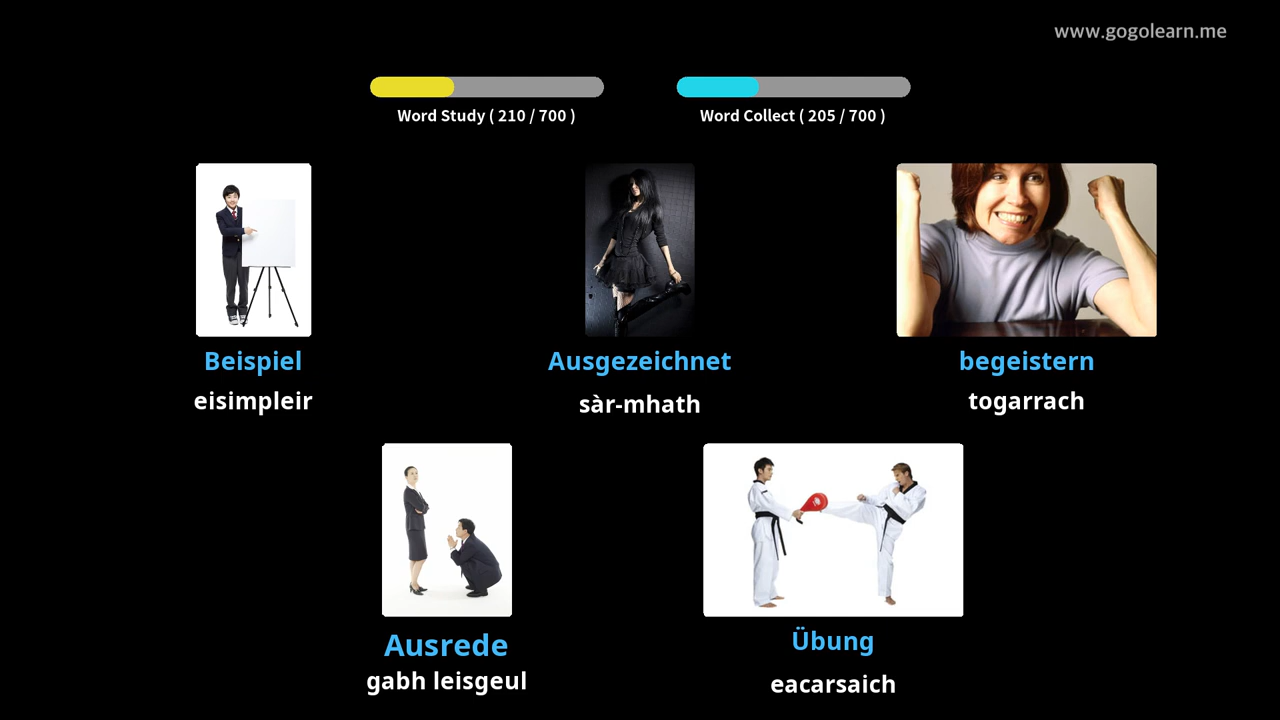 www.gogolearn.me
Word Study ( 210 / 700 )
Word Collect ( 205 / 700 )
Beispiel
eisimpleir
Ausgezeichnet
sàr-mhath
begeistern
togarrach
Ausrede
gabh leisgeul
Übung
eacarsaich